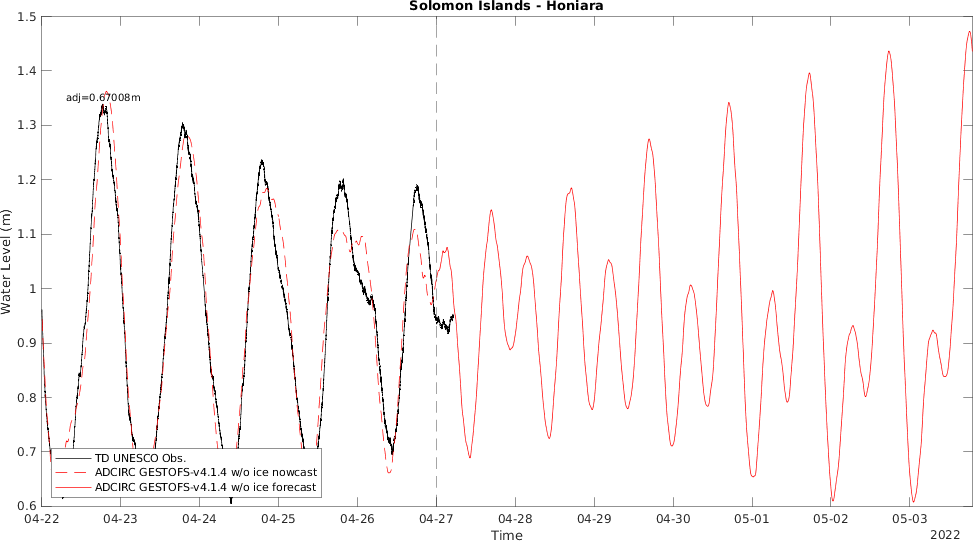 Solomon Islands - Honiara
1.5
1.4
1.3
1.2
1.1
1
0.9
0.8
0.7
0.6
Water Level (m)
adj=0.67008m
TD UNESCO Obs.
ADCIRC GESTOFS-v4.1.4 w/o ice nowcast
ADCIRC GESTOFS-v4.1.4 w/o ice forecast
04-22 04-23 04-24 04-25 04-26 04-27 04-28 04-29 04-30 05-01 05-02 05-03
Time
2022